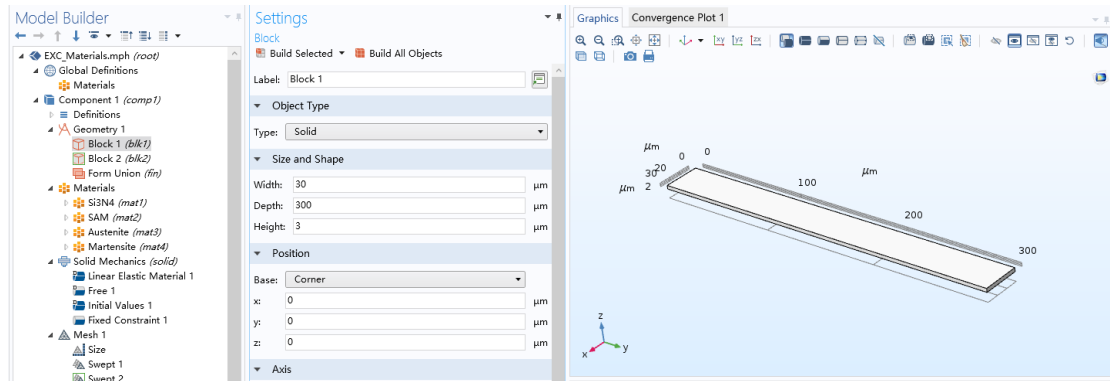 Model Builder
EXC_Materials.mph (root)
Global Definitions
Materials
Component 1 (comp1)
Definitions
Geometry 1
Block 1 (blk1)
Block 2 (blk2)
Form Union (fin)
Materials
Si3N4 (mat1)
SAM (mat2)
Austenite (mat3)
Martensite (mat4)
Solid Mechanics (solid)
Linear Elastic Material 1
Free 1
Initial Values 1
Fixed Constraint 1
Mesh 1
Size
Swept 1
Swept 2
Settings
Block
Build Selected
Build All Objects
Label: Block 1
Object Type
Type: Solid
Size and Shape
Width: 30 µm
Depth: 300 µm
Height: 3 µm
Position
Base: Corner
x: 0 µm
y: 0 µm
z: 0 µm
Axis
Graphics
Convergence Plot 1
xy yz zx
µm 0 0
30 20
µm 2
100
µm
200
300
z
x y